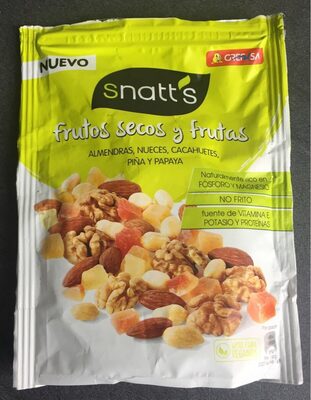 NUEVO
GREFUSA
snatt's
frutos secos y frutas
ALMENDRAS, NUECES, CACAHUETES,
PIÑA Y PAPAYA
Naturalmente rico en
FÓSFORO Y MAGNESIO
NO FRITO
fuente de VITAMINA E
POTASIO Y PROTEÍNAS